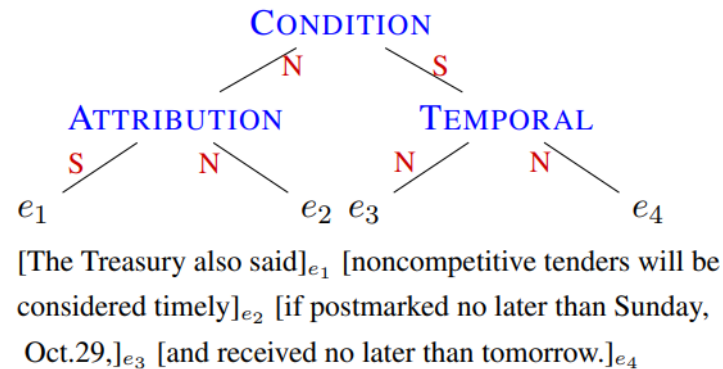 CONDITION
N S
ATTRIBUTION TEMPORAL
S N N N
e1 e2 e3 e4
[The Treasury also said]e1 [noncompetitive tenders will be
considered timely]e2 [if postmarked no later than Sunday,
Oct.29,]e3 [and received no later than tomorrow.]e4